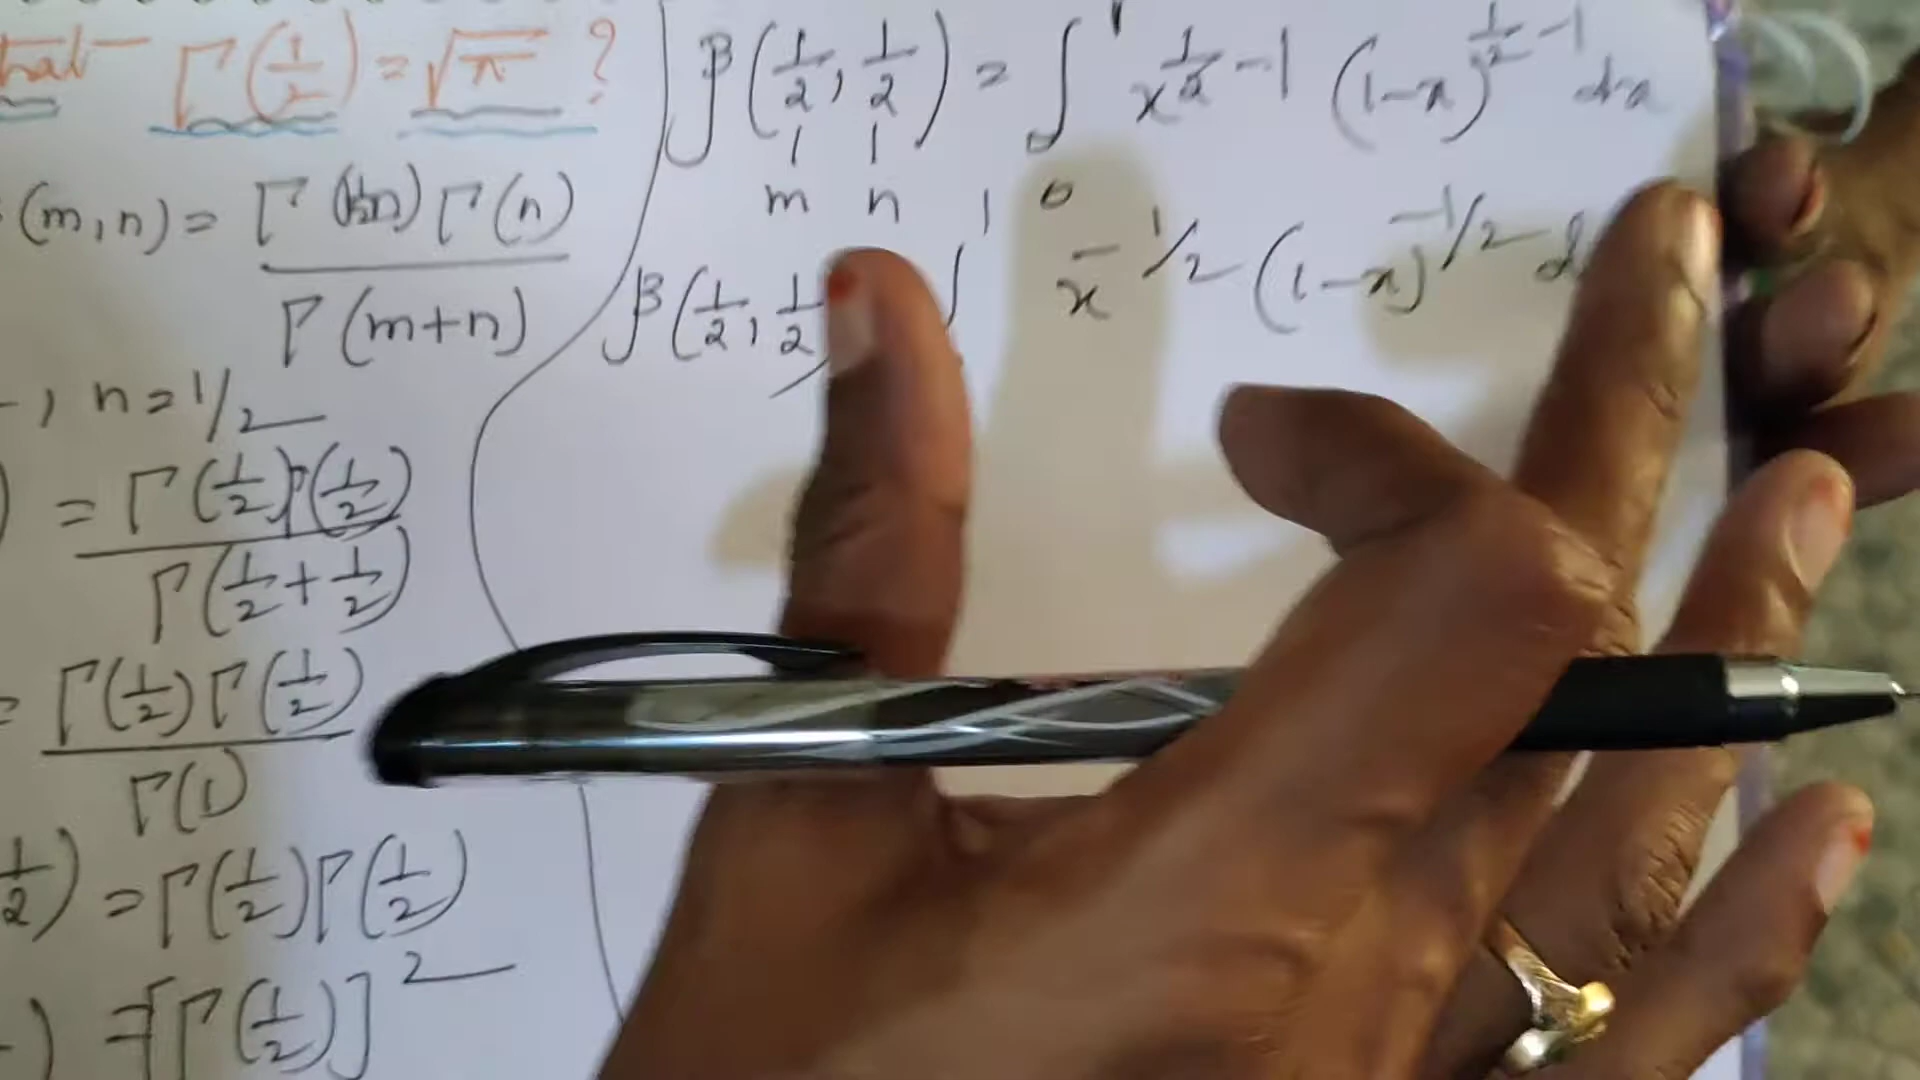 that Γ(1/2) = √π ?
(m,n) = Γ(m) Γ(n) / Γ(m+n)
, n = 1/2
) = Γ(1/2) Γ(1/2) / Γ(1/2 + 1/2)
= Γ(1/2) Γ(1/2) / Γ(1)
1/2) = Γ(1/2) Γ(1/2)
) = [Γ(1/2)]²
β(1/2, 1/2) = ∫₀¹ x^(1/2 - 1) (1-x)^(1/2 - 1) dx
m n
β(1/2, 1/2) ∫¹ x^(-1/2) (1-x)^(-1/2) d